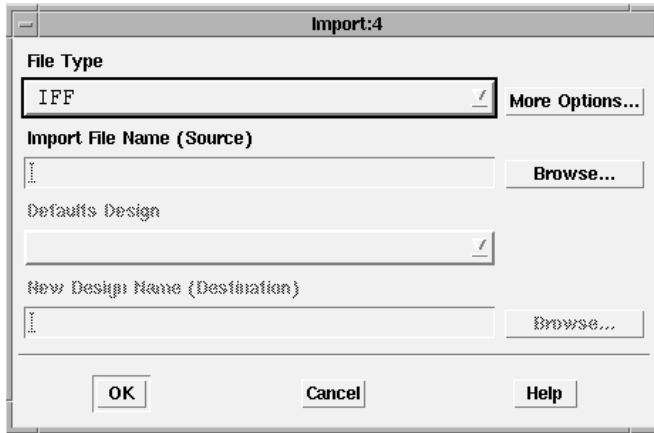 Import:4
File Type
IFF
More Options...
Import File Name (Source)
Browse...
Defaults Design
New Design Name (Destination)
Browse...
OK Cancel Help